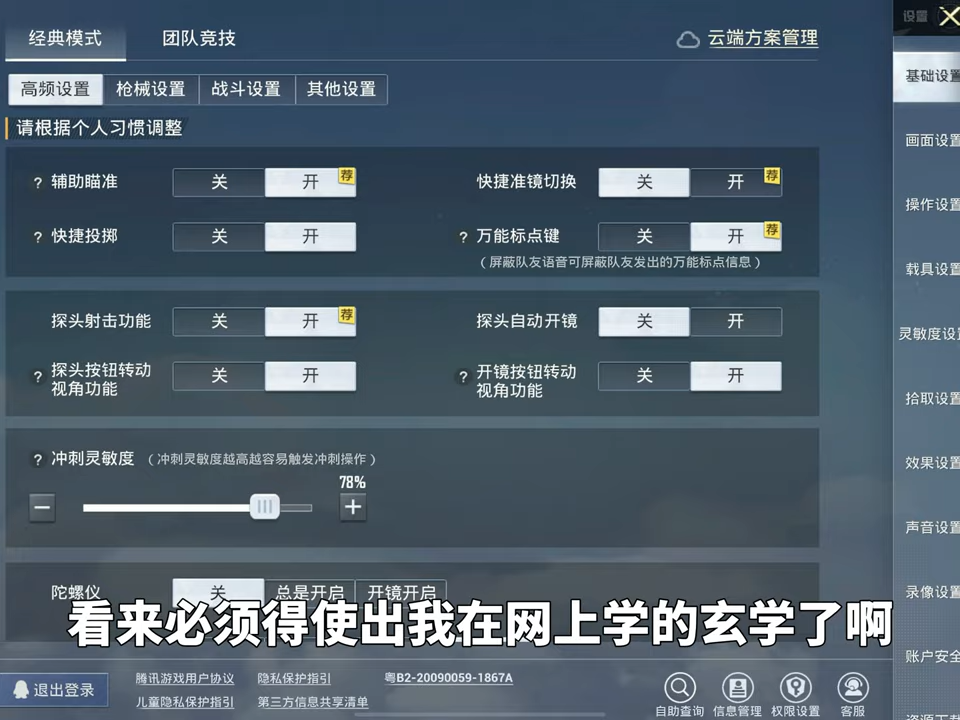 经典模式 团队竞技 云端方案管理 设置
高频设置 枪械设置 战斗设置 其他设置 基础设置
请根据个人习惯调整
画面设置
? 辅助瞄准 关 开 荐 快捷准镜切换 关 开 荐
操作设置
? 快捷投掷 关 开 ? 万能标点键 关 开 荐
（屏蔽队友语音可屏蔽队友发出的万能标点信息）
载具设置
探头射击功能 关 开 荐 探头自动开镜 关 开
灵敏度设
? 探头按钮转动 关 开 ? 开镜按钮转动 关 开
视角功能 视角功能
拾取设置
? 冲刺灵敏度 （冲刺灵敏度越高越容易触发冲刺操作） 效果设置
78%
声音设置
陀螺仪 关 总是开启 开镜开启 录像设置
看来必须得使出我在网上学的玄学了啊
账户安全
退出登录 腾讯游戏用户协议 隐私保护指引 粤B2-20090059-1867A
儿童隐私保护指引 第三方信息共享清单
自助查询 信息管理 权限设置 客服